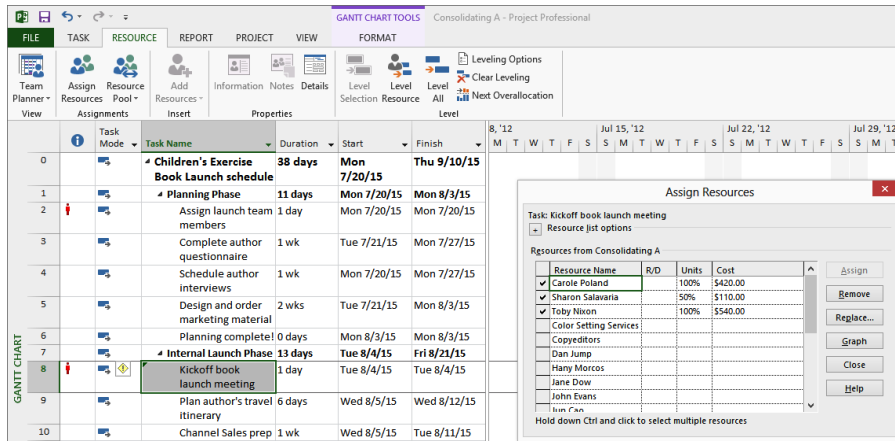 GANTT CHART TOOLS Consolidating A - Project Professional
FILE TASK RESOURCE REPORT PROJECT VIEW FORMAT
Team Planner Assign Resources Resource Pool Add Resources Information Notes Details Level Selection Level Resource Level All
Leveling Options
Clear Leveling
Next Overallocation
View Assignments Insert Properties Level
Task Mode Task Name Duration Start Finish
8, '12 Jul 15, '12 Jul 22, '12 Jul 29, '12
M T W T F S S M T W T F S S M T W T F S S M T
0 Children's Exercise Book Launch schedule 38 days Mon 7/20/15 Thu 9/10/15
1 Planning Phase 11 days Mon 7/20/15 Mon 8/3/15
2 Assign launch team members 1 day Mon 7/20/15 Mon 7/20/15
3 Complete author questionnaire 1 wk Tue 7/21/15 Mon 7/27/15
4 Schedule author interviews 1 wk Mon 7/20/15 Mon 7/27/15
5 Design and order marketing material 2 wks Tue 7/21/15 Mon 8/3/15
6 Planning complete! 0 days Mon 8/3/15 Mon 8/3/15
7 Internal Launch Phase 13 days Tue 8/4/15 Fri 8/21/15
8 Kickoff book launch meeting 1 day Tue 8/4/15 Tue 8/4/15
9 Plan author's travel itinerary 6 days Wed 8/5/15 Wed 8/12/15
10 Channel Sales prep 1 wk Wed 8/5/15 Tue 8/11/15
GANTT CHART
Assign Resources
Task: Kickoff book launch meeting
+ Resource list options
Resources from Consolidating A
Resource Name R/D Units Cost
Carole Poland 100% $420.00
Sharon Salavaria 50% $110.00
Toby Nixon 100% $540.00
Color Setting Services
Copyeditors
Dan Jump
Hany Morcos
Jane Dow
John Evans
Jun Cao
Assign
Remove
Replace...
Graph
Close
Help
Hold down Ctrl and click to select multiple resources